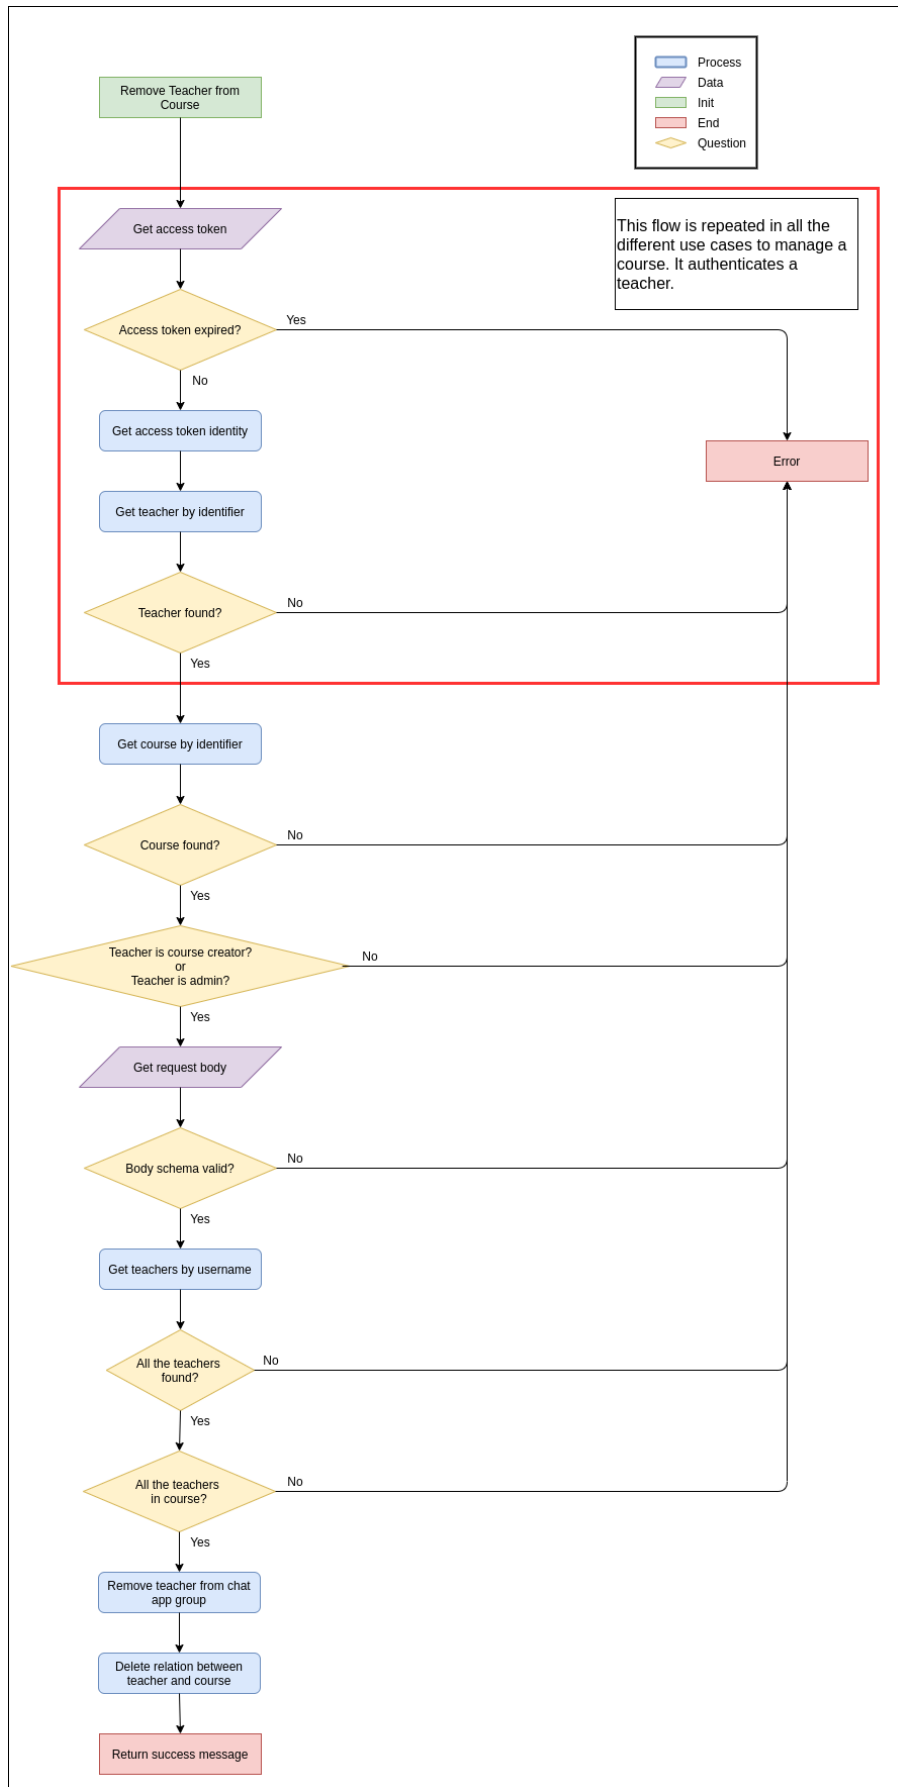 Process
Data
Init
End
Question
Remove Teacher from
Course
This flow is repeated in all the
different use cases to manage a
course. It authenticates a
teacher.
Get access token
Access token expired?
Yes
No
Get access token identity
Error
Get teacher by identifier
Teacher found?
No
Yes
Get course by identifier
Course found?
No
Yes
Teacher is course creator?
or
Teacher is admin?
No
Yes
Get request body
Body schema valid?
No
Yes
Get teachers by username
All the teachers
found?
No
Yes
All the teachers
in course?
No
Yes
Remove teacher from chat
app group
Delete relation between
teacher and course
Return success message